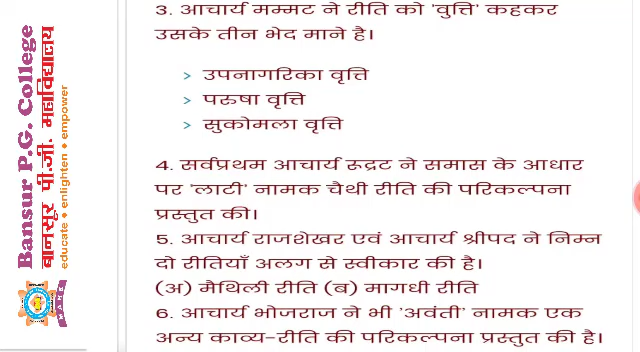 Bansur P.G. College
बानसूर पी.जी. महाविद्यालय
educate • enlighten • empower
3. आचार्य मम्मट ने रीति को 'वुत्ति' कहकर
उसके तीन भेद माने है।
> उपनागरिका वृत्ति
> परुषा वृत्ति
> सुकोमला वृत्ति
4. सर्वप्रथम आचार्य रूद्रट ने समास के आधार
पर 'लाटी' नामक चैथी रीति की परिकल्पना
प्रस्तुत की।
5. आचार्य राजशेखर एवं आचार्य श्रीपद ने निम्न
दो रीतियाँ अलग से स्वीकार की है।
(अ) मैथिली रीति (ब) मागधी रीति
6. आचार्य भोजराज ने भी 'अवंती' नामक एक
अन्य काव्य-रीति की परिकल्पना प्रस्तुत की है।